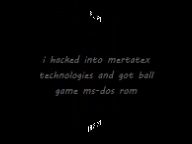 i hacked into mertatex
technologies and got ball
game ms-dos rom